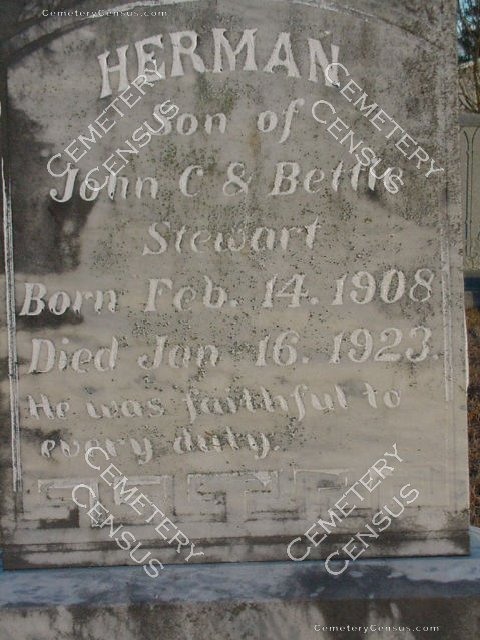 CemeteryCensus.com
HERMAN
Son of
John C & Bettie
Stewart
Born Feb. 14. 1908
Died Jan 16. 1923.
He was faithful to
every duty.
CEMETERY CENSUS
CEMETERY CENSUS
CEMETERY CENSUS
CEMETERY CENSUS
CemeteryCensus.com